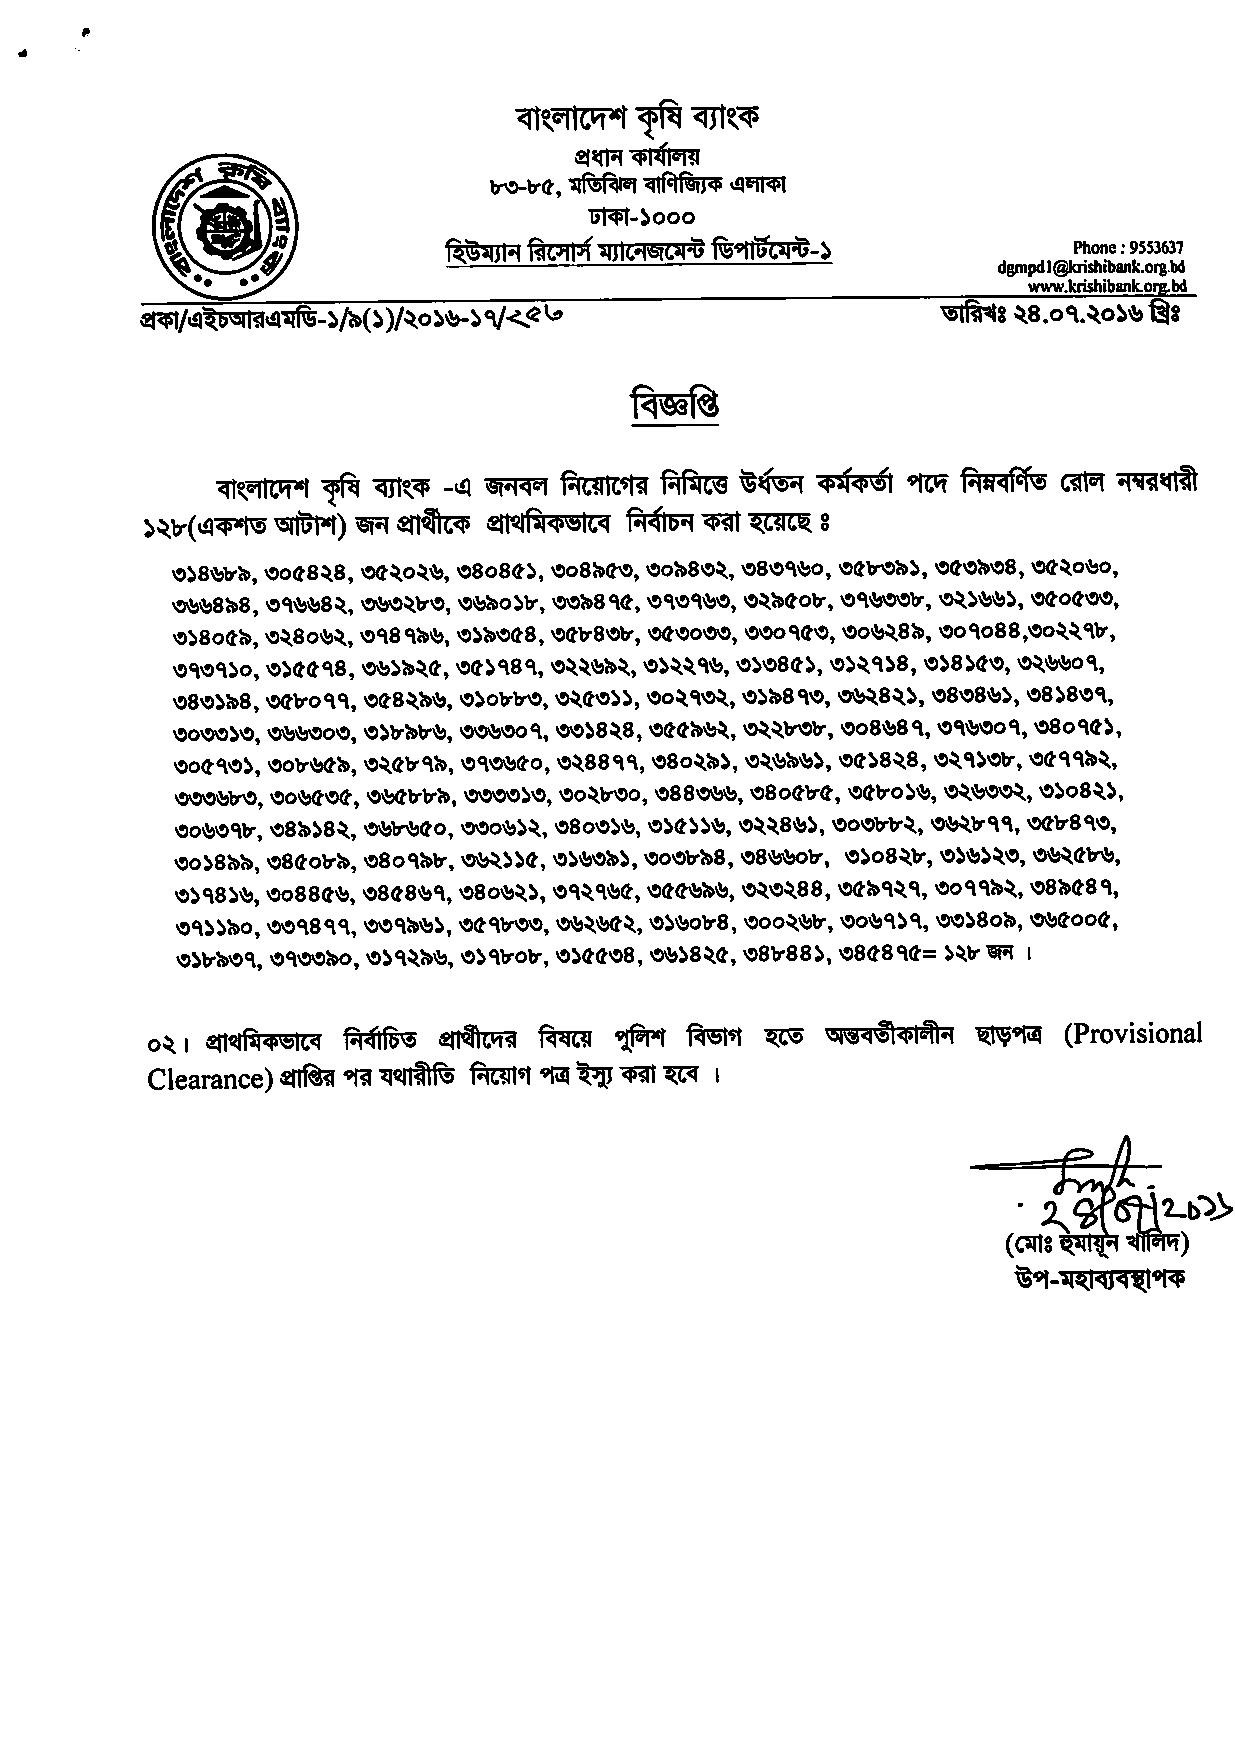 বাংলাদেশ কৃষি ব্যাংক
প্রধান কার্যালয়
৮৩-৮৫, মতিঝিল বাণিজ্যিক এলাকা
ঢাকা-১০০০
হিউম্যান রিসোর্স ম্যানেজমেন্ট ডিপার্টমেন্ট-১
বাংলাদেশ কৃষি ব্যাংক
Phone : 9553637
dgmpd1@krishibank.org.bd
www.krishibank.org.bd
প্রকা/এইচআরএমডি-১/৯(১)/২০১৬-১৭/২৫৬
তারিখঃ ২৪.০৭.২০১৬ খ্রিঃ
বিজ্ঞপ্তি
বাংলাদেশ কৃষি ব্যাংক -এ জনবল নিয়োগের নিমিত্তে উর্ধতন কর্মকর্তা পদে নিম্নবর্ণিত রোল নম্বরধারী
১২৮(একশত আটাশ) জন প্রার্থীকে প্রাথমিকভাবে নির্বাচন করা হয়েছে ঃ
৩১৪৬৮৯, ৩০৫৪২৪, ৩৫২০২৬, ৩৪০৪৫১, ৩০৪৯৫৩, ৩০৯৪৩২, ৩৪৩৭৬০, ৩৫৮৩৯১, ৩৫৩৯৩৪, ৩৫২০৬০,
৩৬৬৪৯৪, ৩৭৬৬৪২, ৩৬৩২৮৩, ৩৬৯০১৮, ৩৩৯৪৭৫, ৩৭৩৭৬৩, ৩২৯৫০৮, ৩৭৬৩৩৮, ৩২১৬৬১, ৩৫০৫৩৩,
৩১৪০৫৯, ৩২৪০৬২, ৩৭৪৭৯৬, ৩১৯৩৫৪, ৩৫৮৪৩৮, ৩৫৩০৩৩, ৩৩০৭৫৩, ৩০৬২৪৯, ৩০৭০৪৪,৩০২২৭৮,
৩৭৩৭১০, ৩১৫৫৭৪, ৩৬১৯২৫, ৩৫১৭৪৭, ৩২২৬৯২, ৩১২২৭৬, ৩১৩৪৫১, ৩১২৭১৪, ৩১৪১৫৩, ৩২৬৬০৭,
৩৪৩১৯৪, ৩৫৮০৭৭, ৩৫৪২৯৬, ৩১০৮৮৩, ৩২৫৩১১, ৩০২৭৩২, ৩১৯৪৭৩, ৩৬২৪২১, ৩৪৩৪৬১, ৩৪১৪৩৭,
৩০৩৩১৩, ৩৬৬৩০৩, ৩১৮৯৮৬, ৩৩৬৩০৭, ৩৩১৪২৪, ৩৫৫৯৬২, ৩২২৮৩৮, ৩০৪৬৪৭, ৩৭৬৩০৭, ৩৪০৭৫১,
৩০৫৭৩১, ৩০৮৬৫৯, ৩২৫৮৭৯, ৩৭৩৬৫০, ৩২৪৪৭৭, ৩৪০২৯১, ৩২৬৯৬১, ৩৫১৪২৪, ৩২৭১৩৮, ৩৫৭৭৯২,
৩৩৩৬৮৩, ৩০৬৫৩৫, ৩৬৫৮৮৯, ৩৩৩৩১৩, ৩০২৮৩০, ৩৪৪৩৬৬, ৩৪০৫৮৫, ৩৫৮০১৬, ৩২৬৩৩২, ৩১০৪২১,
৩০৬৩৭৮, ৩৪৯১৪২, ৩৬৮৬৫০, ৩৩০৬১২, ৩৪০৩১৬, ৩১৫১১৬, ৩২২৪৬১, ৩০৩৮৮২, ৩৬২৮৭৭, ৩৫৮৪৭৩,
৩০১৪৯৯, ৩৪৫০৮৯, ৩৪০৭৯৮, ৩৬২১১৫, ৩১৬৩৯১, ৩০৩৮৯৪, ৩৪৬৬০৮, ৩১০৪২৮, ৩১৬১২৩, ৩৬২৫৮৬,
৩১৭৪১৬, ৩০৪৪৫৬, ৩৪৫৪৬৭, ৩৪০৬২১, ৩৭২৭৬৫, ৩৫৫৬৯৬, ৩২৩২৪৪, ৩৫৯৭২৭, ৩০৭৭৯২, ৩৪৯৫৪৭,
৩৭১১৯০, ৩৩৭৪৭৭, ৩৩৭৯৬১, ৩৫৭৮৩৩, ৩৬২৬৫২, ৩১৬০৮৪, ৩০০২৬৮, ৩০৬৭১৭, ৩৩১৪০৯, ৩৬৫০০৫,
৩১৮৯৩৭, ৩৭৩৩৯০, ৩১৭২৯৬, ৩১৭৮০৮, ৩১৫৫৩৪, ৩৬১৪২৫, ৩৪৮৪৪১, ৩৪৫৪৭৫= ১২৮ জন ।
০২। প্রাথমিকভাবে নির্বাচিত প্রার্থীদের বিষয়ে পুলিশ বিভাগ হতে অন্তবর্তীকালীন ছাড়পত্র (Provisional
Clearance) প্রাপ্তির পর যথারীতি নিয়োগ পত্র ইস্যু করা হবে ।
(মোঃ হুমায়ূন খালিদ)
উপ-মহাব্যবস্থাপক